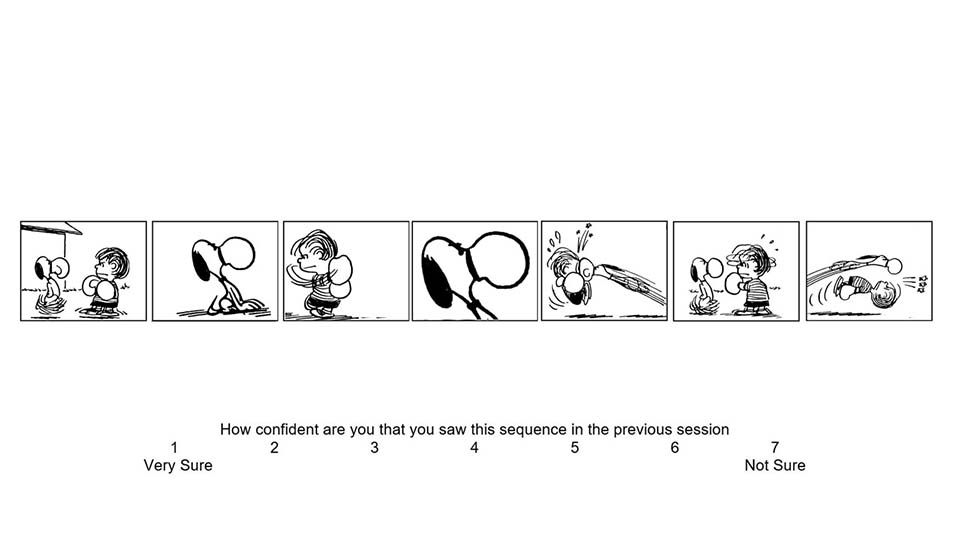 How confident are you that you saw this sequence in the previous session
1 2 3 4 5 6 7
Very Sure Not Sure